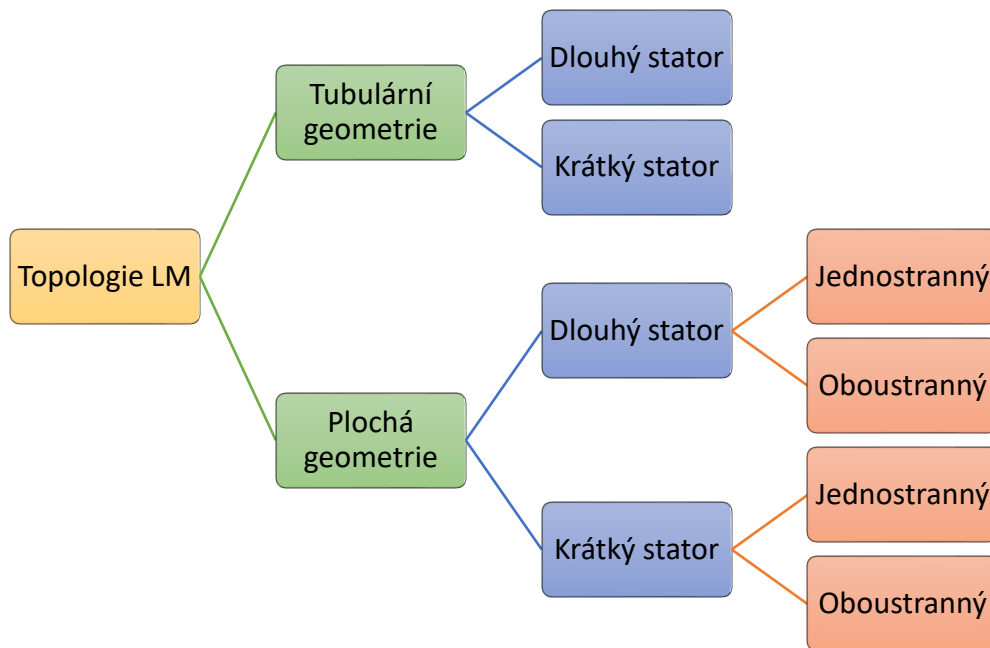 Topologie LM
Tubulární
geometrie
Dlouhý stator
Krátký stator
Plochá
geometrie
Dlouhý stator
Jednostranný
Oboustranný
Krátký stator
Jednostranný
Oboustranný